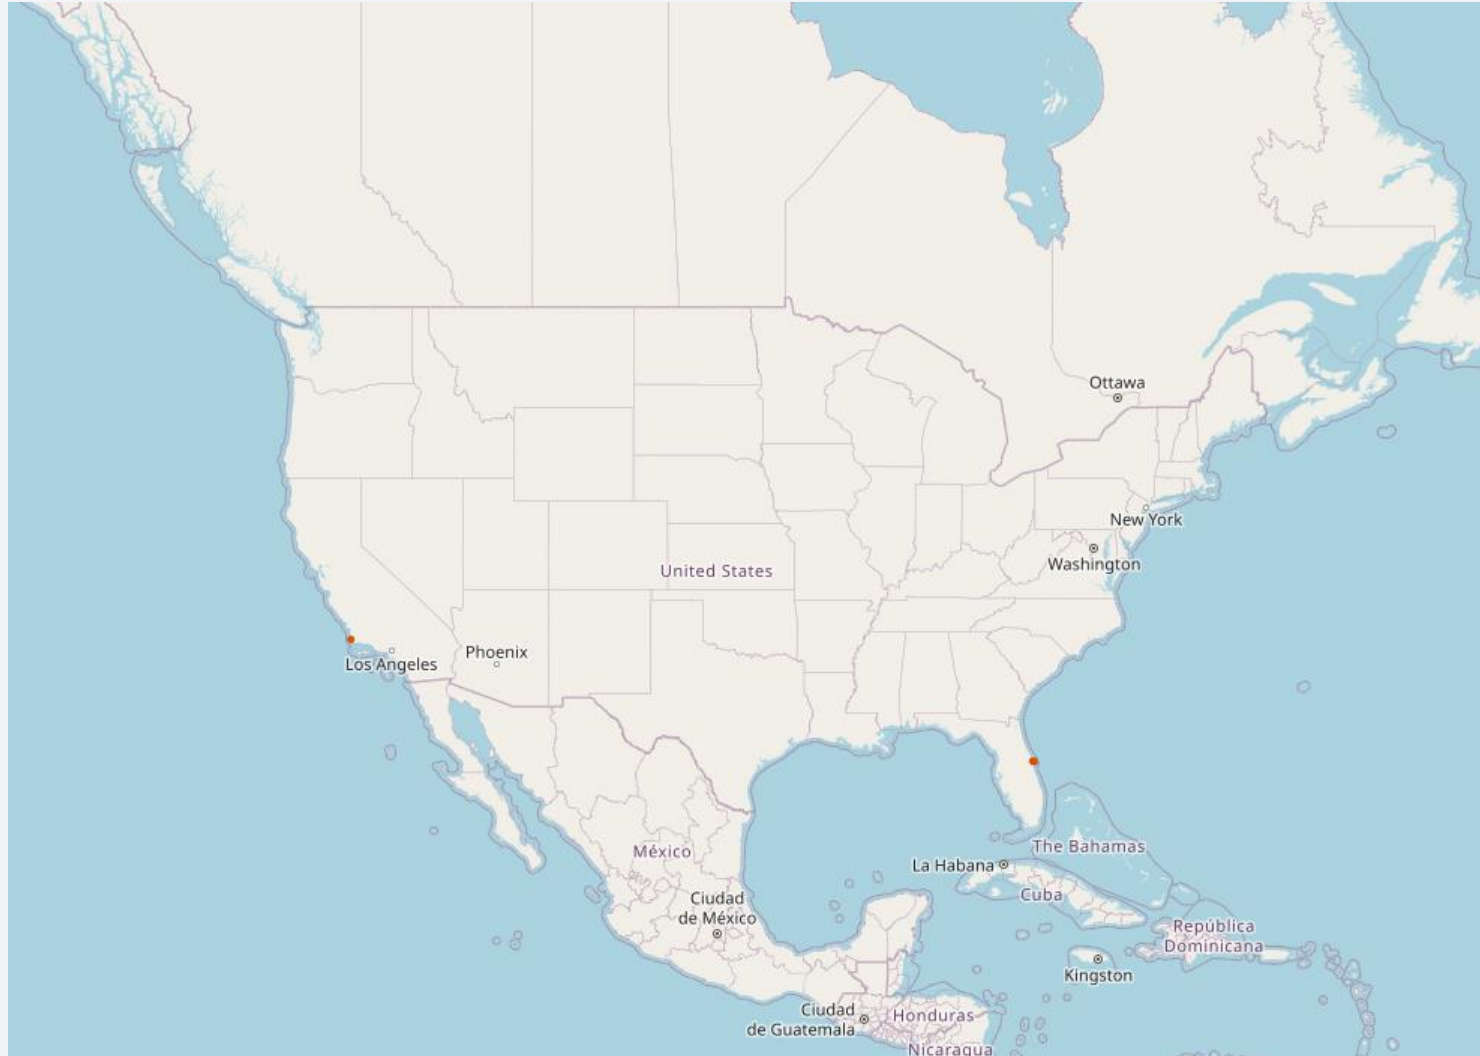 Ottawa
New York
Washington
United States
Phoenix
Los Angeles
México
The Bahamas
La Habana
Cuba
Ciudad
de México
República
Dominicana
Kingston
Ciudad
de Guatemala
Honduras
Nicaragua